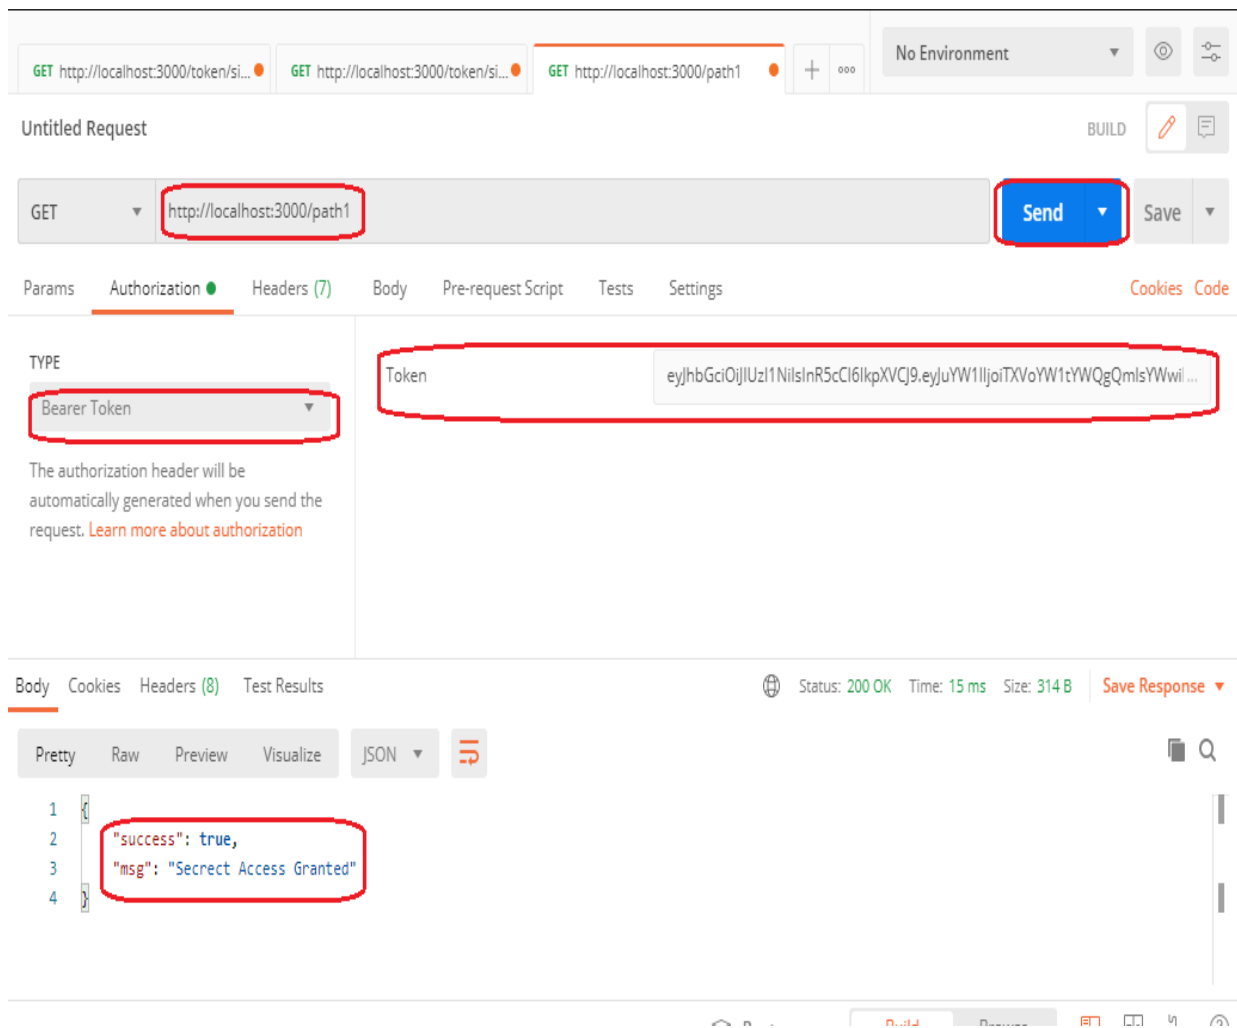 GET http://localhost:3000/token/si...
GET http://localhost:3000/token/si...
GET http://localhost:3000/path1
No Environment
Untitled Request
BUILD
GET
http://localhost:3000/path1
Send
Save
Params Authorization Headers (7) Body Pre-request Script Tests Settings
Cookies Code
TYPE
Bearer Token
The authorization header will be
automatically generated when you send the
request. Learn more about authorization
Token
eyJhbGciOiJIUzI1NiIsInR5cCI6IkpXVCJ9.eyJuYW1lIjoiTXVoYW1tYWQgQmlsYWwiI...
Body Cookies Headers (8) Test Results
Status: 200 OK Time: 15 ms Size: 314 B Save Response
Pretty Raw Preview Visualize JSON
1 {
2 "success": true,
3 "msg": "Secrect Access Granted"
4 }
Build Browse